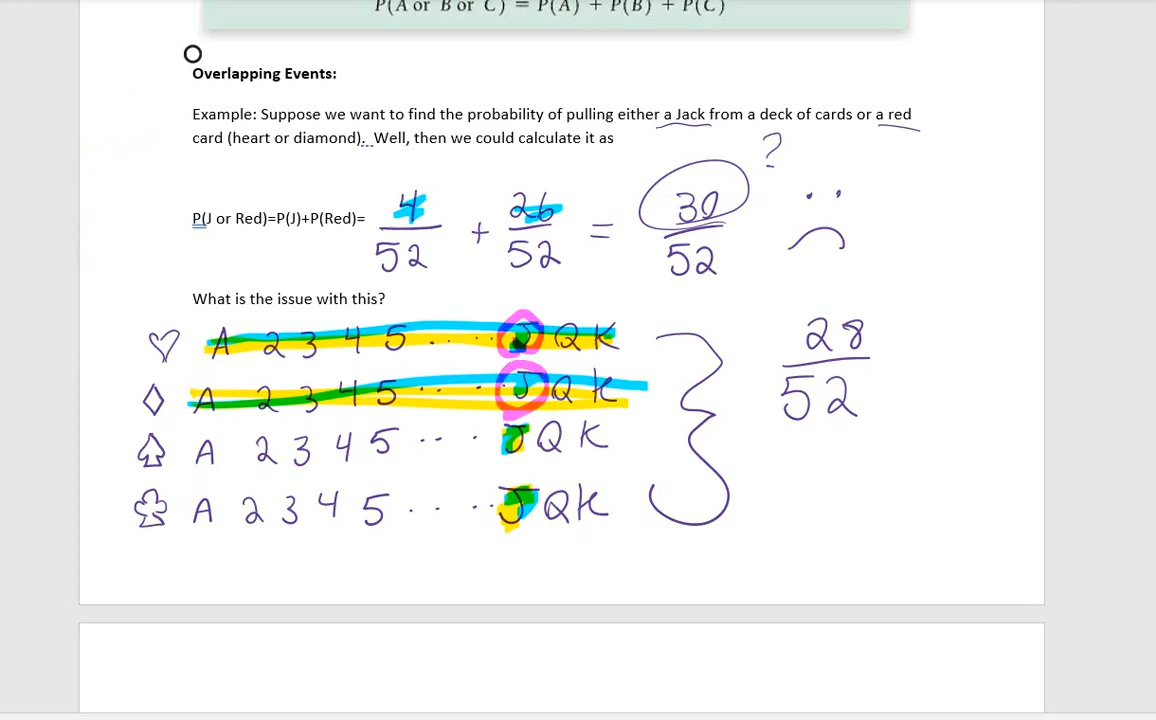 P(A or B or C) = P(A) + P(B) + P(C)
Overlapping Events:
Example: Suppose we want to find the probability of pulling either a Jack from a deck of cards or a red
card (heart or diamond). Well, then we could calculate it as
?
P(J or Red)=P(J)+P(Red)= 4/52 + 26/52 = 30/52
What is the issue with this?
♡ A 2 3 4 5 ..... J Q K
◇ A 2 3 4 5 .... J Q K
♤ A 2 3 4 5 ... J Q K
♧ A 2 3 4 5 ..... J Q K
28/52